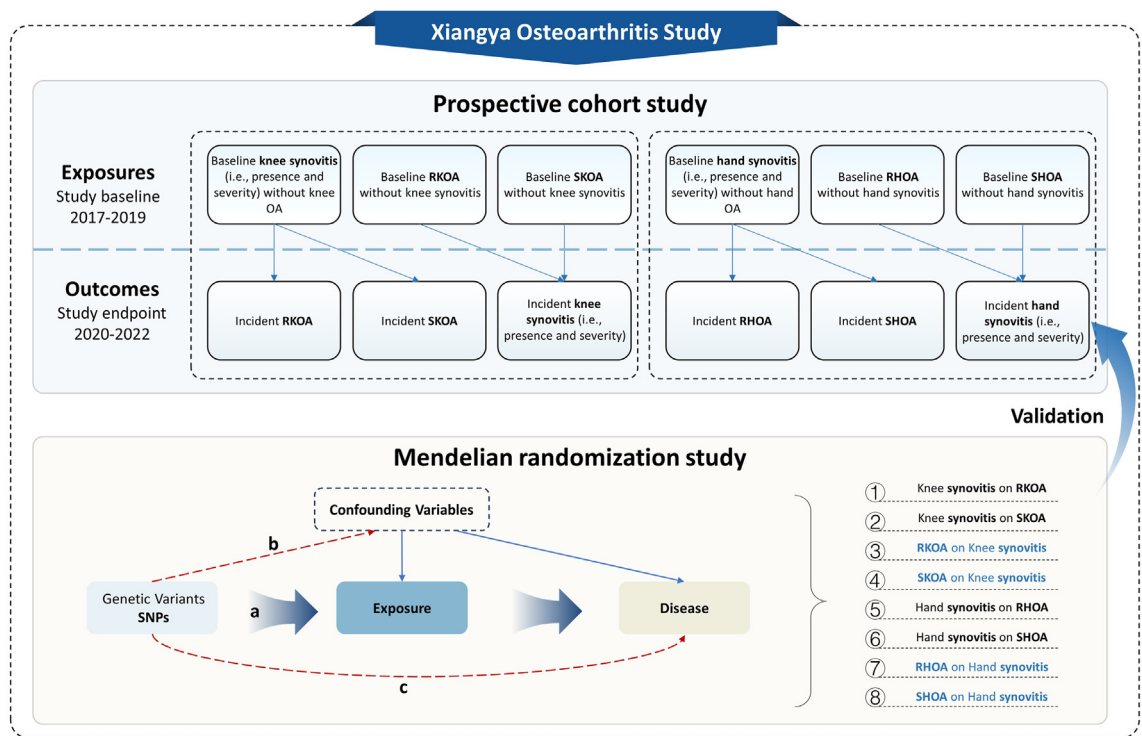 Xiangya Osteoarthritis Study
Prospective cohort study
Exposures
Study baseline
2017-2019
Baseline knee synovitis
(i.e., presence and
severity) without knee
OA
Baseline RKOA
without knee synovitis
Baseline SKOA
without knee synovitis
Baseline hand synovitis
(i.e., presence and
severity) without hand
OA
Baseline RHOA
without hand synovitis
Baseline SHOA
without hand synovitis
Outcomes
Study endpoint
2020-2022
Incident RKOA
Incident SKOA
Incident knee
synovitis (i.e.,
presence and severity)
Incident RHOA
Incident SHOA
Incident hand
synovitis (i.e.,
presence and severity)
Validation
Mendelian randomization study
Confounding Variables
b
Genetic Variants
SNPs
a
Exposure
Disease
c
① Knee synovitis on RKOA
② Knee synovitis on SKOA
③ RKOA on Knee synovitis
④ SKOA on Knee synovitis
⑤ Hand synovitis on RHOA
⑥ Hand synovitis on SHOA
⑦ RHOA on Hand synovitis
⑧ SHOA on Hand synovitis